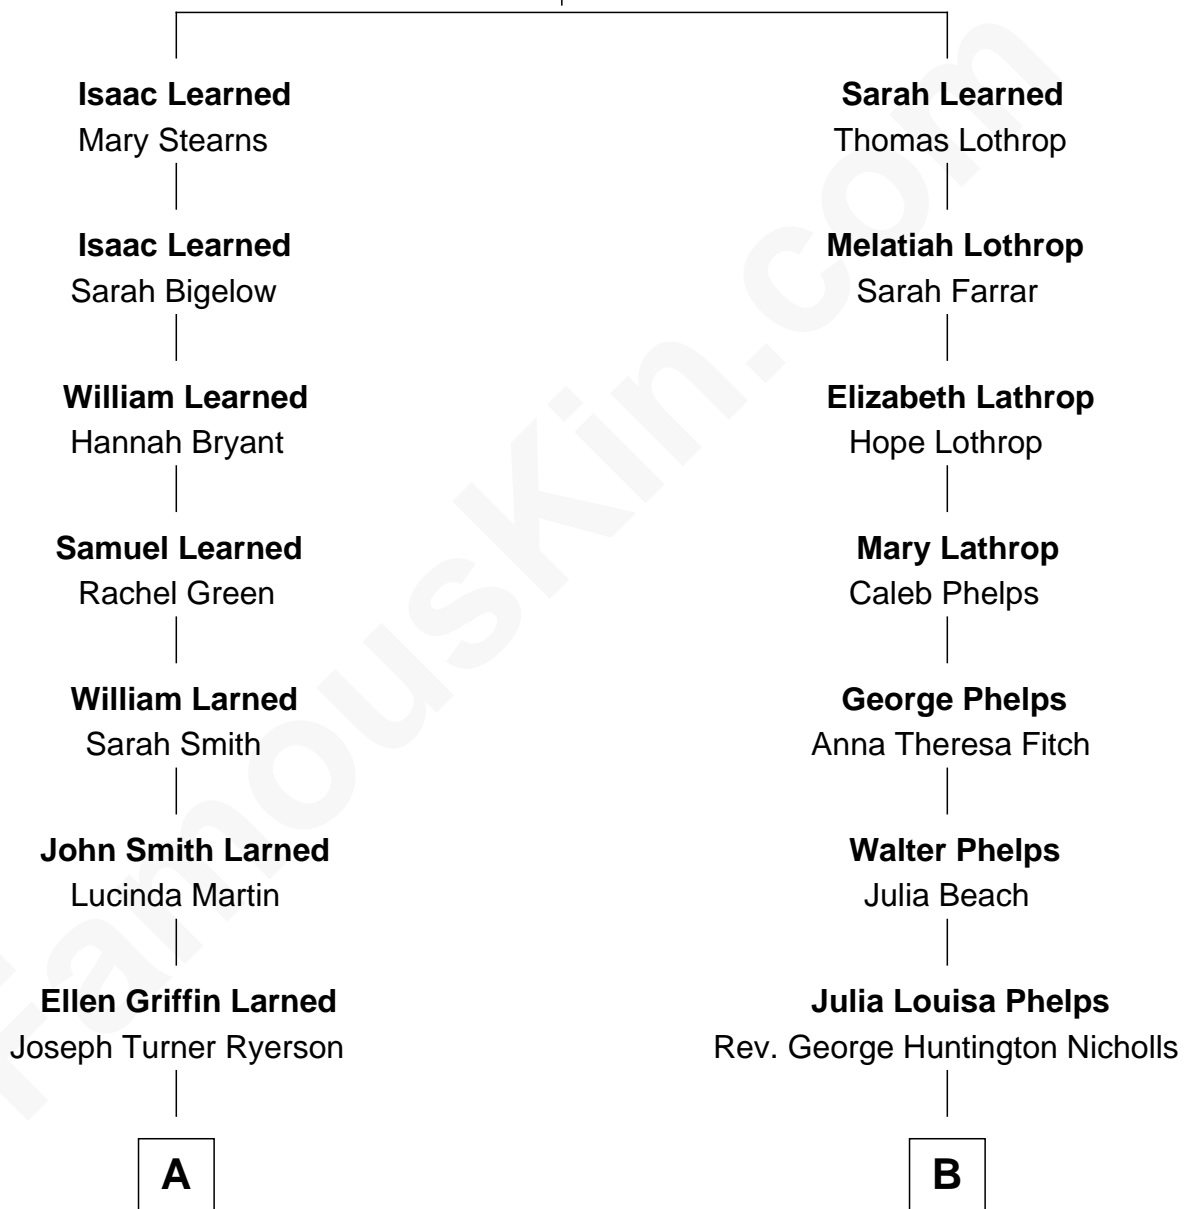 Isaac Learned
Mary Stearns
Sarah Learned
Thomas Lothrop
Isaac Learned
Sarah Bigelow
Melatiah Lothrop
Sarah Farrar
William Learned
Hannah Bryant
Elizabeth Lathrop
Hope Lothrop
Samuel Learned
Rachel Green
Mary Lathrop
Caleb Phelps
William Larned
Sarah Smith
George Phelps
Anna Theresa Fitch
John Smith Larned
Lucinda Martin
Walter Phelps
Julia Beach
Ellen Griffin Larned
Joseph Turner Ryerson
Julia Louisa Phelps
Rev. George Huntington Nicholls
A
B
FamousKin.com